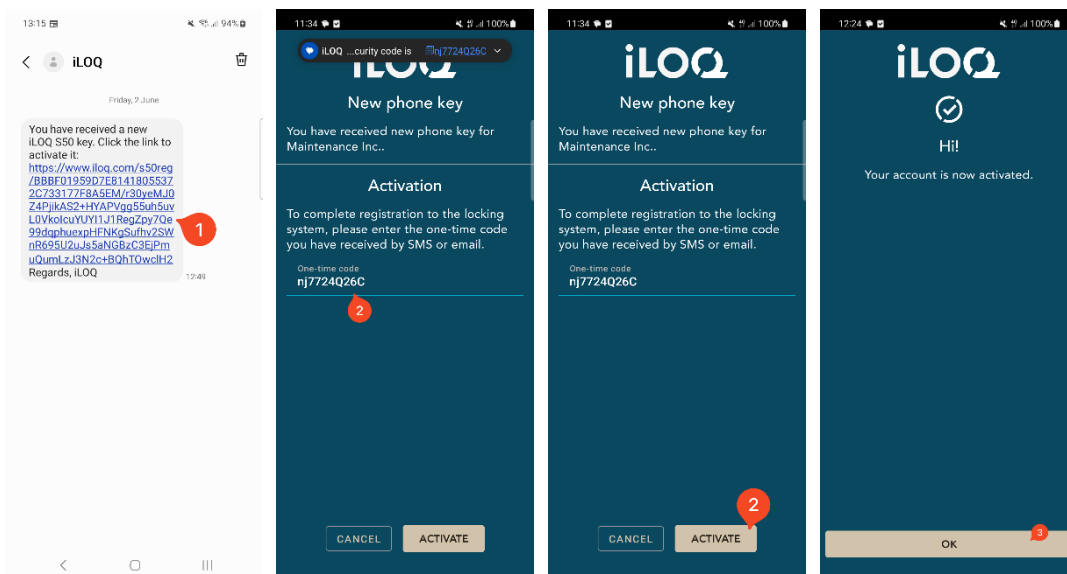 13:15
94%
iLOQ
Friday, 2 June
You have received a new
iLOQ S50 key. Click the link to
activate it:
https://www.iloq.com/s50reg
/BBBF01959D7E8141805537
2C733177F8A5EM/r30yeMJ0
Z4PjikAS2+HYAPVgg55uh5uv
L0VkoIcuYUYI1J1RegZpy7Qe
99dqphuexpHFNKgSufhv2SW
nR695U2uJs5aNGBzC3EjPm
uQumLzJ3N2c+BQhTOwclH2
Regards, iLOQ
12:49
1
11:34
100%
iLOQ ...curity code is nj7724Q26C
iLOQ
New phone key
You have received new phone key for
Maintenance Inc..
Activation
To complete registration to the locking
system, please enter the one-time code
you have received by SMS or email.
One-time code
nj7724Q26C
2
CANCEL
ACTIVATE
11:34
100%
iLOQ
New phone key
You have received new phone key for
Maintenance Inc..
Activation
To complete registration to the locking
system, please enter the one-time code
you have received by SMS or email.
One-time code
nj7724Q26C
2
CANCEL
ACTIVATE
12:24
100%
iLOQ
Hi!
Your account is now activated.
3
OK